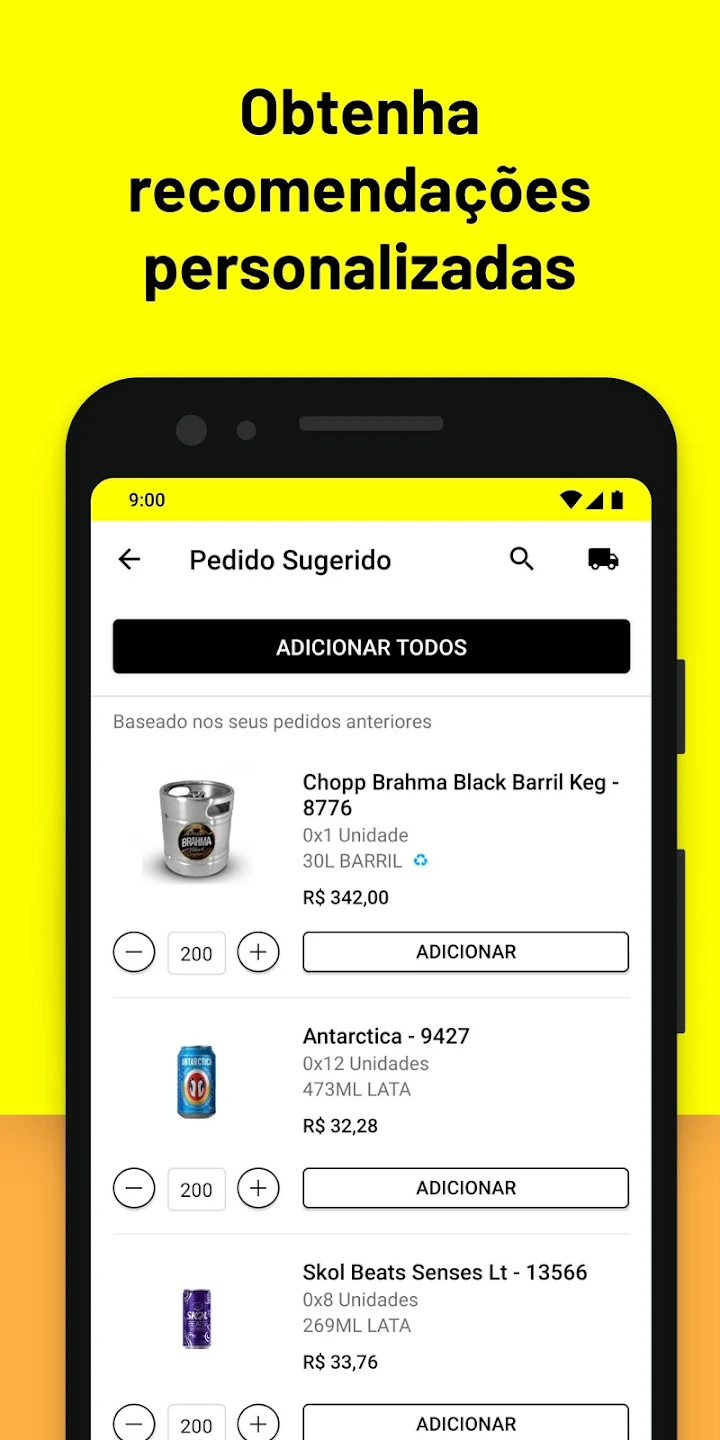 Obtenha
recomendações
personalizadas
9:00
Pedido Sugerido
ADICIONAR TODOS
Baseado nos seus pedidos anteriores
BRAHMA
Chopp Brahma Black Barril Keg -
8776
0x1 Unidade
30L BARRIL
R$ 342,00
200
ADICIONAR
ANTARCTICA
Antarctica - 9427
0x12 Unidades
473ML LATA
R$ 32,28
200
ADICIONAR
SKOL
BEATS
Skol Beats Senses Lt - 13566
0x8 Unidades
269ML LATA
R$ 33,76
200
ADICIONAR